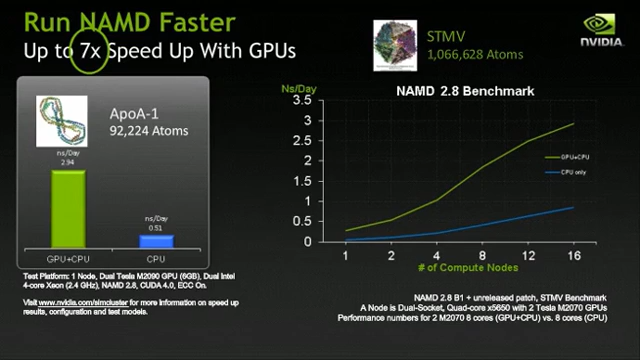 Run NAMD Faster
Up to 7x Speed Up With GPUs
STMV
1,066,628 Atoms
NVIDIA.
ApoA-1
92,224 Atoms
ns/Day
2.94
ns/Day
0.51
GPU+CPU
CPU
Test Platform: 1 Node, Dual Tesla M2090 GPU (6GB), Dual Intel
4-core Xeon (2.4 GHz), NAMD 2.8, CUDA 4.0, ECC On.
Visit www.nvidia.com/simcluster for more information on speed up
results, configuration and test models.
Ns/Day
NAMD 2.8 Benchmark
3.5
3
2.5
2
1.5
1
0.5
0
GPU+CPU
CPU only
1 2 4 8 12 16
# of Compute Nodes
NAMD 2.8 B1 + unreleased patch, STMV Benchmark
A Node is Dual-Socket, Quad-core x5650 with 2 Tesla M2070 GPUs
Performance numbers for 2 M2070 8 cores (GPU+CPU) vs. 8 cores (CPU)